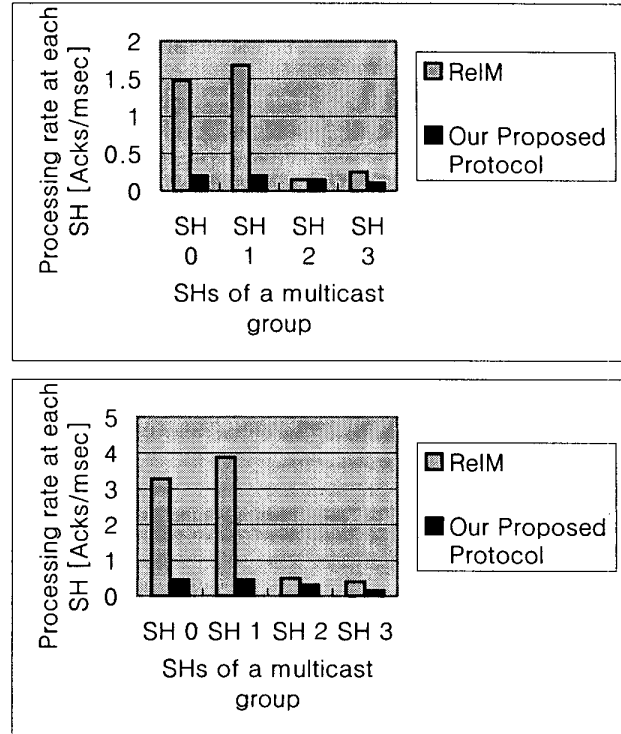 Processing rate at each
SH [Acks/msec]
2
1.5
1
0.5
0
SH
0
SH
1
SH
2
SH
3
SHs of a multicast
group
RelM
Our Proposed
Protocol
Processing rate at each
SH [Acks/msec]
5
4
3
2
1
0
SH 0 SH 1 SH 2 SH 3
SHs of a multicast
group
RelM
Our Proposed
Protocol